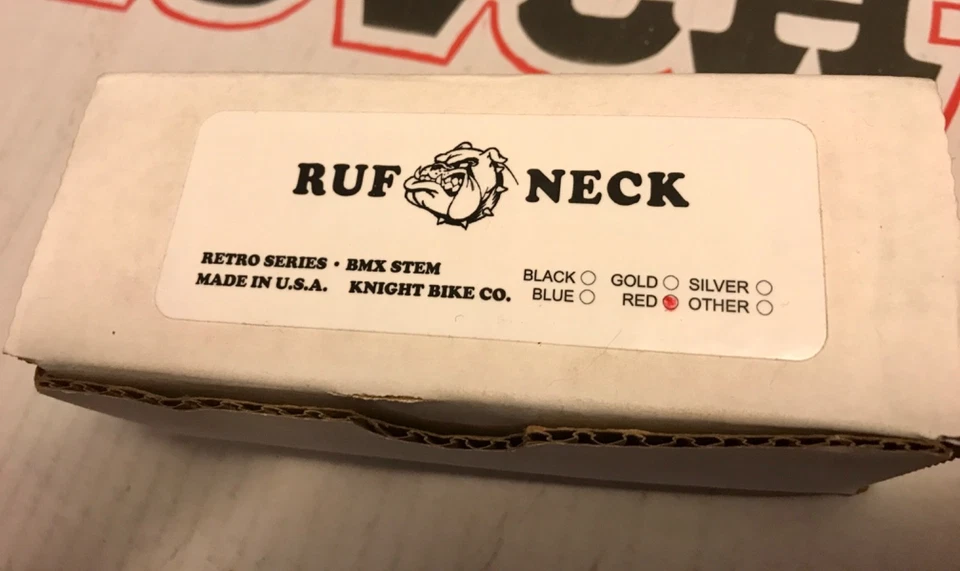 RUF NECK
RETRO SERIES • BMX STEM
MADE IN U.S.A. KNIGHT BIKE CO.
BLACK GOLD SILVER
BLUE RED OTHER